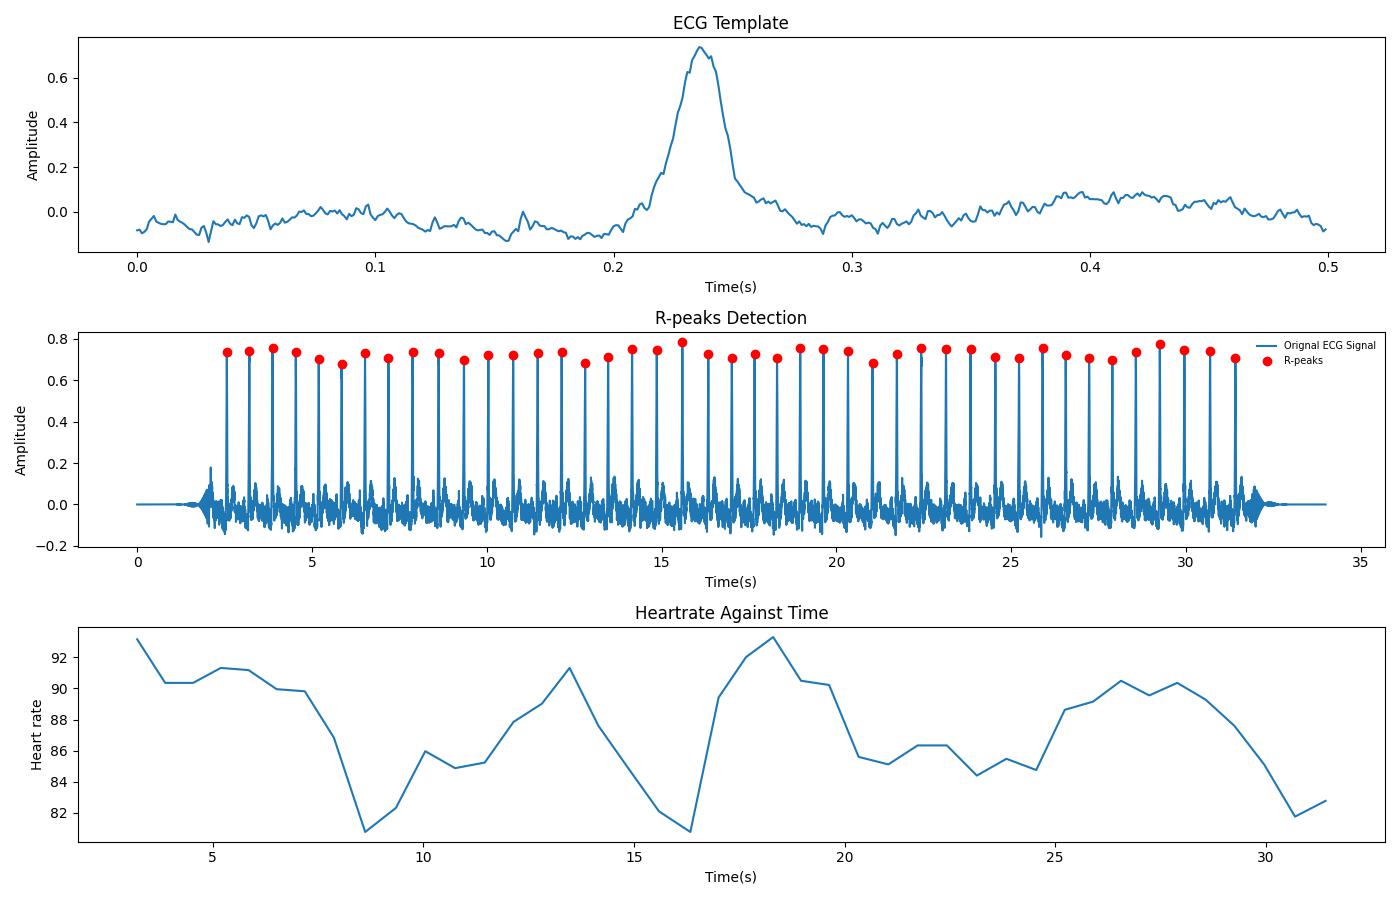 ECG Template
Amplitude
0.6
0.4
0.2
0.0
0.0 0.1 0.2 0.3 0.4 0.5
Time(s)
R-peaks Detection
Amplitude
0.8
0.6
0.4
0.2
0.0
−0.2
Orignal ECG Signal
R-peaks
0 5 10 15 20 25 30 35
Time(s)
Heartrate Against Time
Heart rate
92
90
88
86
84
82
5 10 15 20 25 30
Time(s)